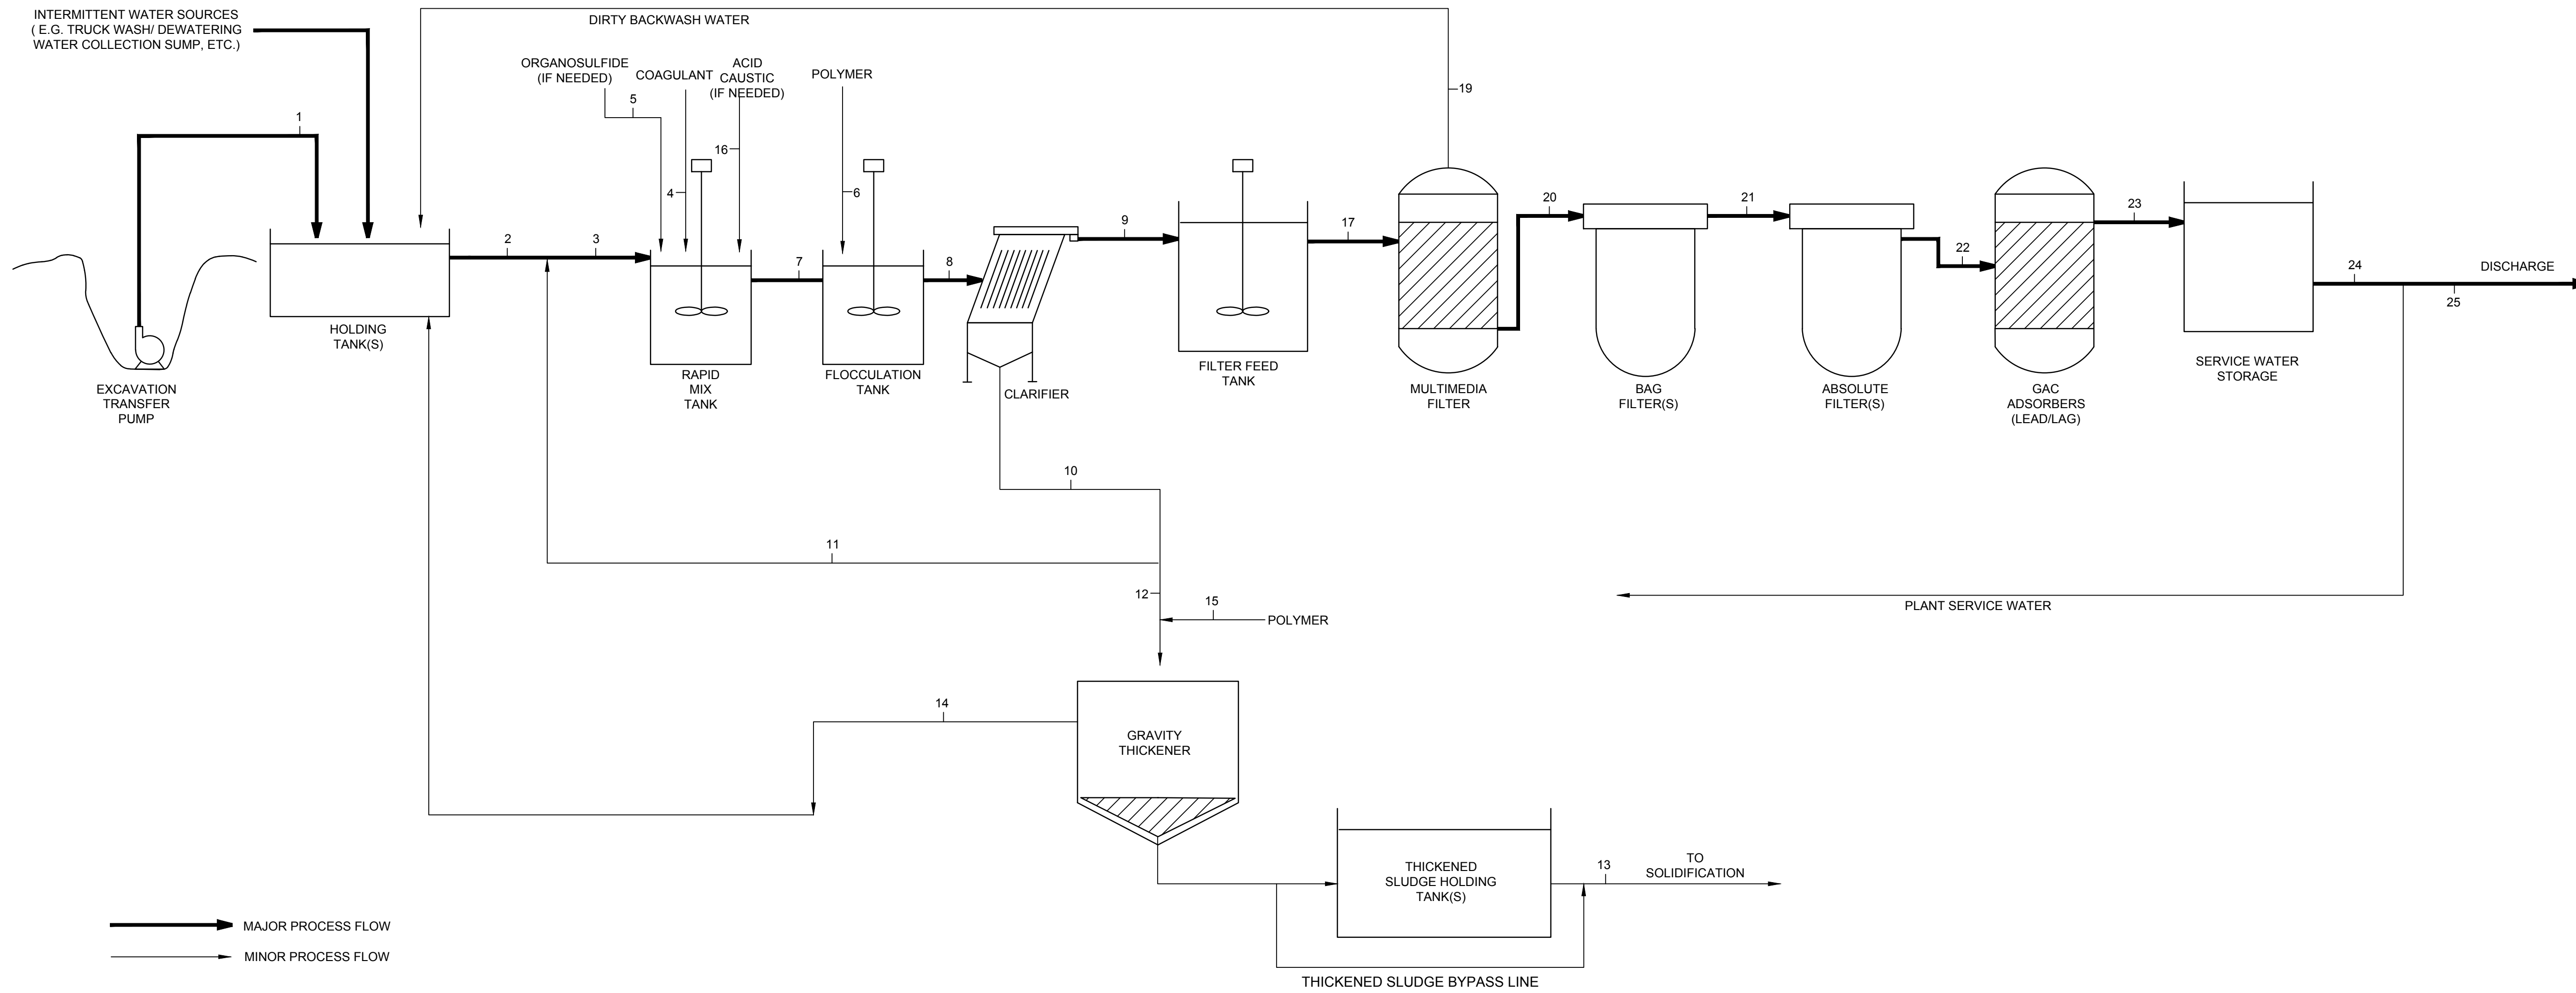 INTERMITTENT WATER SOURCES
( E.G. TRUCK WASH/ DEWATERING
WATER COLLECTION SUMP, ETC.)
DIRTY BACKWASH WATER
ORGANOSULFIDE
(IF NEEDED)
COAGULANT
ACID
CAUSTIC
(IF NEEDED)
POLYMER
19
5
1
16
4
6
2
3
7
8
9
17
20
21
22
23
24
25
DISCHARGE
HOLDING
TANK(S)
EXCAVATION
TRANSFER
PUMP
RAPID
MIX
TANK
FLOCCULATION
TANK
CLARIFIER
FILTER FEED
TANK
MULTIMEDIA
FILTER
BAG
FILTER(S)
ABSOLUTE
FILTER(S)
GAC
ADSORBERS
(LEAD/LAG)
SERVICE WATER
STORAGE
10
11
12
15
POLYMER
PLANT SERVICE WATER
14
GRAVITY
THICKENER
THICKENED
SLUDGE HOLDING
TANK(S)
13
TO
SOLIDIFICATION
THICKENED SLUDGE BYPASS LINE
MAJOR PROCESS FLOW
MINOR PROCESS FLOW